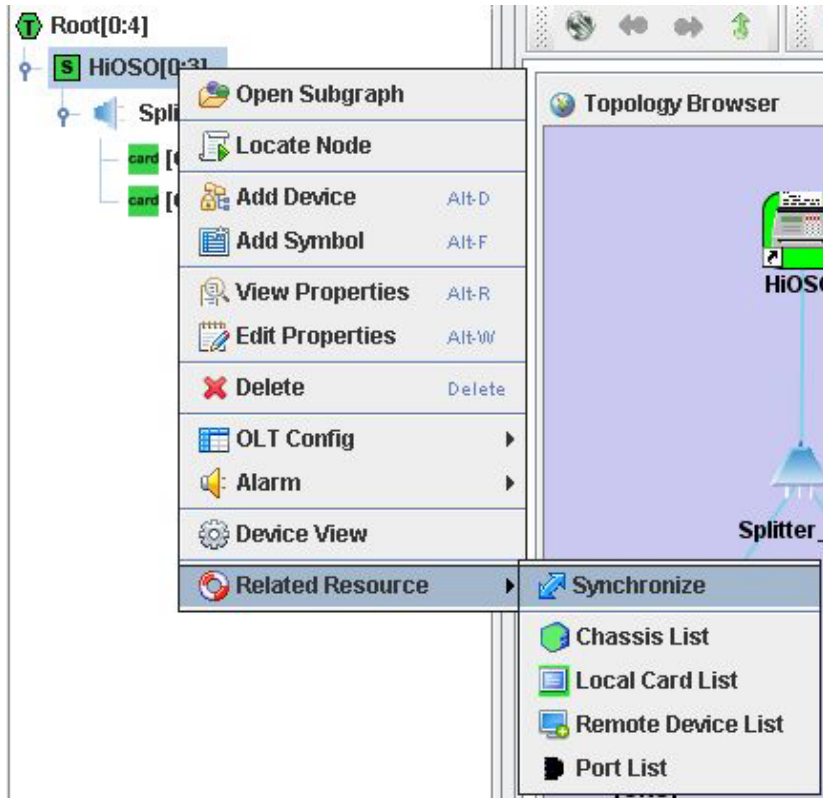 Root[0:4]
S HiOSO[0:3]
Spli
card [
card [
Open Subgraph
Locate Node
Add Device Alt-D
Add Symbol Alt-F
View Properties Alt-R
Edit Properties Alt-W
Delete Delete
OLT Config
Alarm
Device View
Related Resource
Topology Browser
HiOSO
Splitter_
Synchronize
Chassis List
Local Card List
Remote Device List
Port List